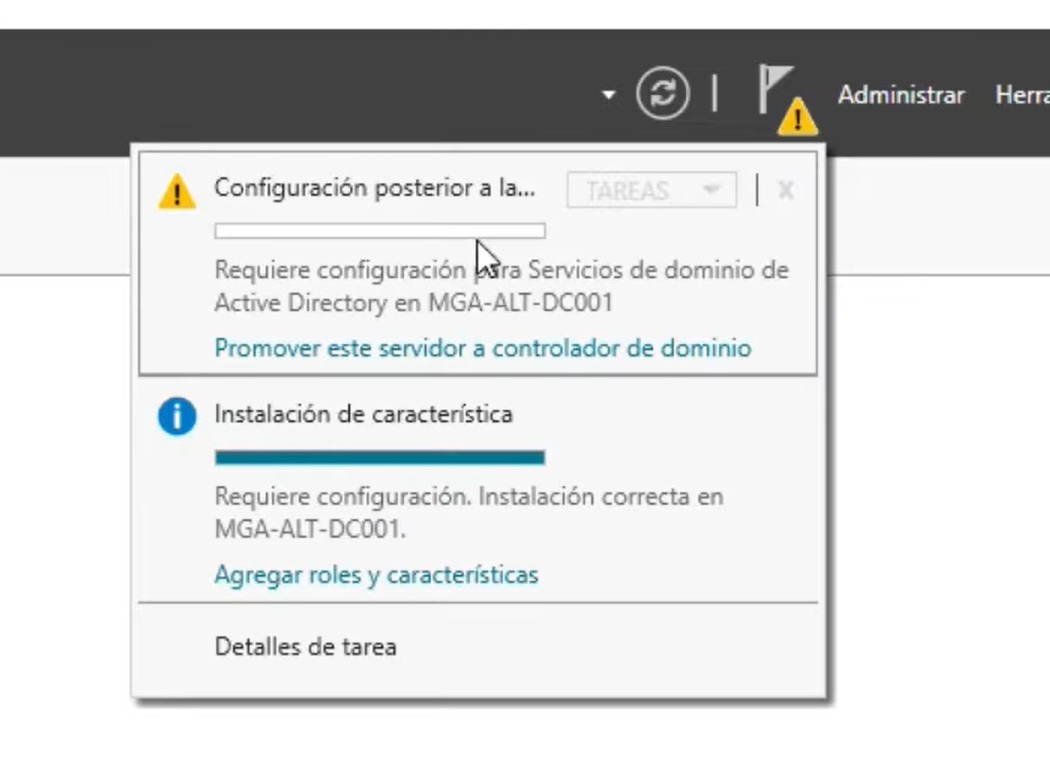 Administrar
Configuración posterior a la...
TAREAS
X
Requiere configuración para Servicios de dominio de
Active Directory en MGA-ALT-DC001
Promover este servidor a controlador de dominio
Instalación de característica
Requiere configuración. Instalación correcta en
MGA-ALT-DC001.
Agregar roles y características
Detalles de tarea